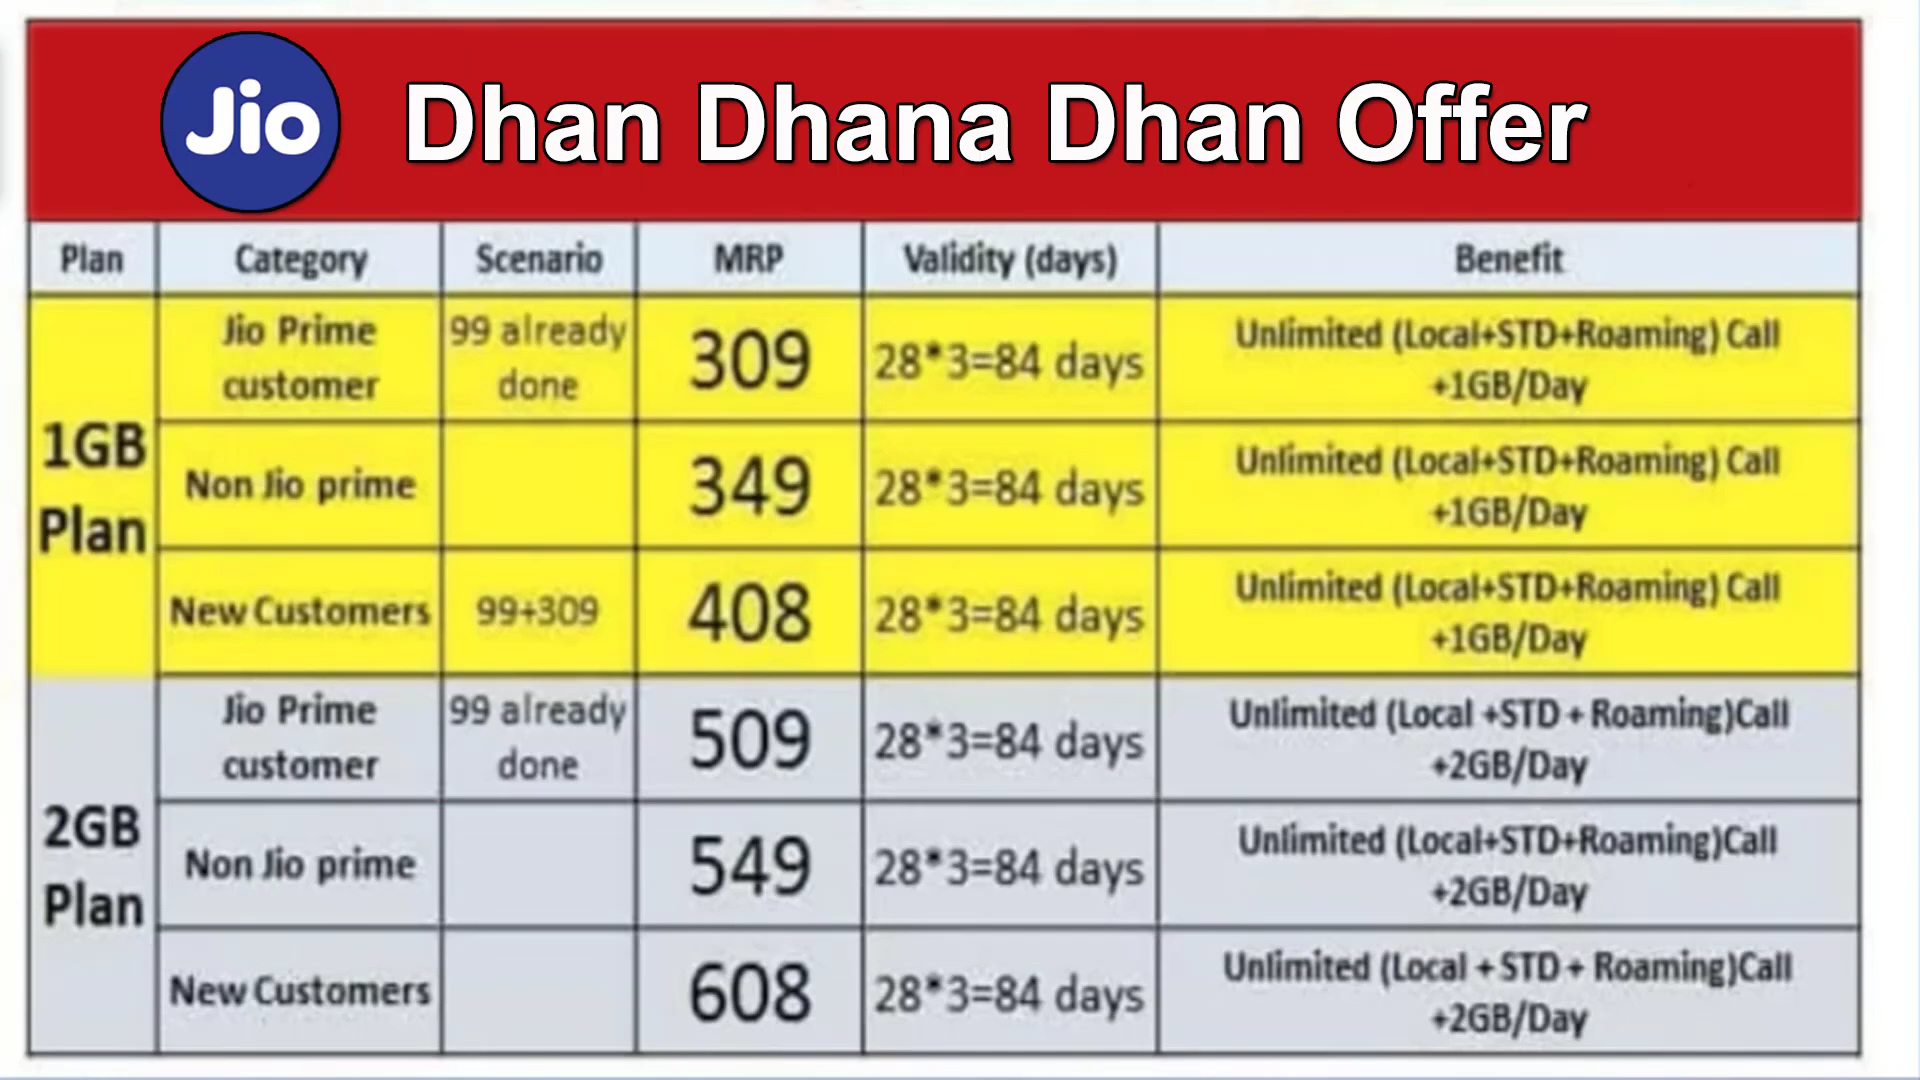 Jio Dhan Dhana Dhan Offer
Plan Category Scenario MRP Validity (days) Benefit
1GB
Plan
Jio Prime
customer
99 already
done
309
28*3=84 days
Unlimited (Local+STD+Roaming) Call
+1GB/Day
Non Jio prime
349
28*3=84 days
Unlimited (Local+STD+Roaming) Call
+1GB/Day
New Customers
99+309
408
28*3=84 days
Unlimited (Local+STD+Roaming) Call
+1GB/Day
2GB
Plan
Jio Prime
customer
99 already
done
509
28*3=84 days
Unlimited (Local +STD + Roaming)Call
+2GB/Day
Non Jio prime
549
28*3=84 days
Unlimited (Local+STD+Roaming)Call
+2GB/Day
New Customers
608
28*3=84 days
Unlimited (Local + STD + Roaming)Call
+2GB/Day